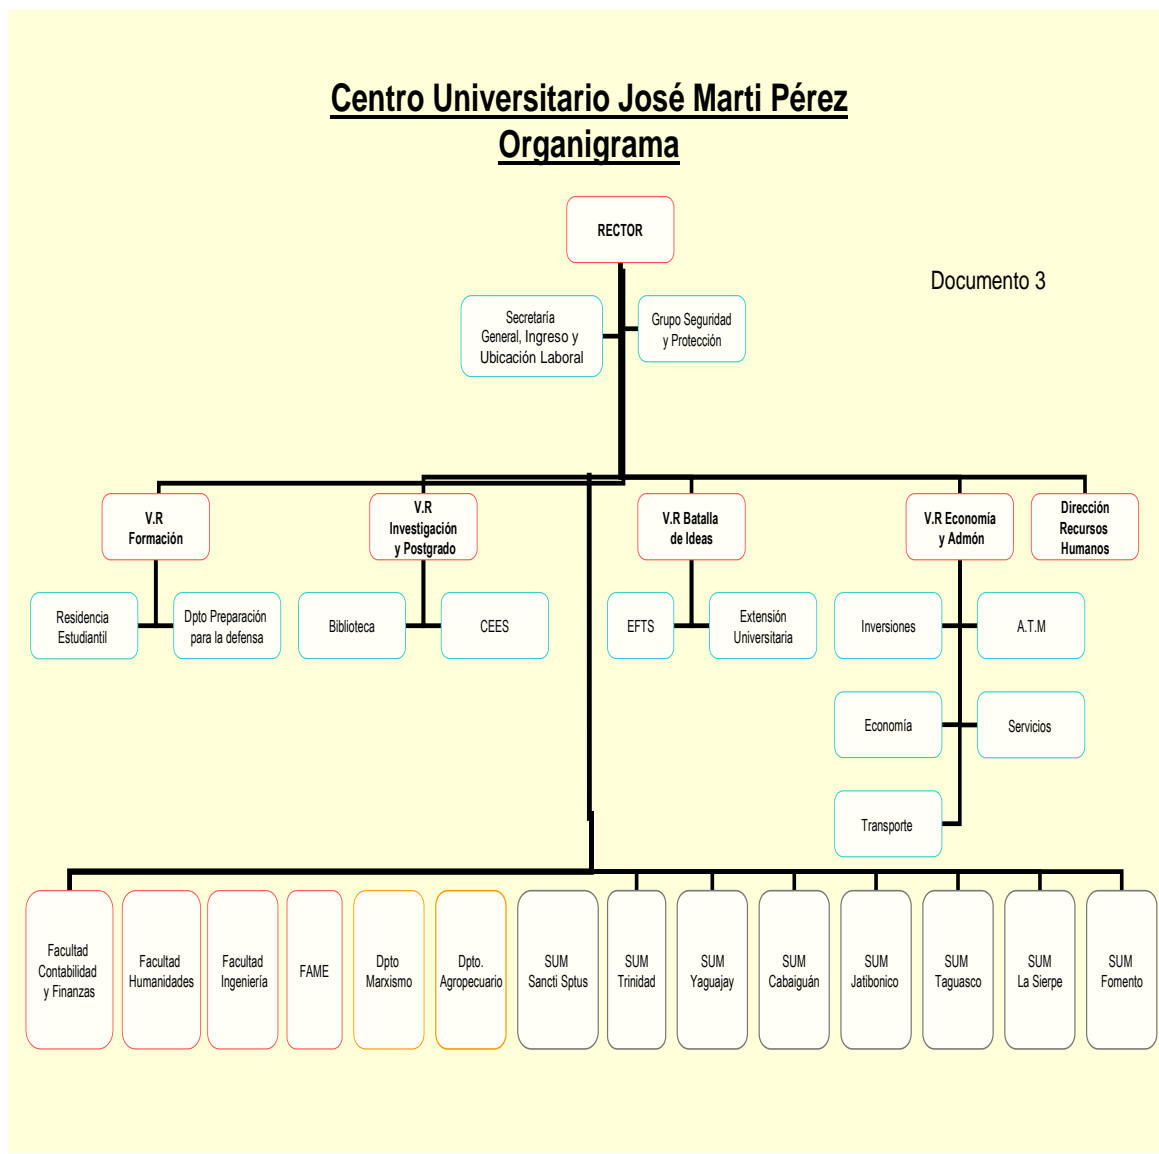 Centro Universitario José Marti Pérez
Organigrama
RECTOR
Documento 3
Secretaría
General, Ingreso y
Ubicación Laboral
Grupo Seguridad
y Protección
V.R
Formación
V.R
Investigación
y Postgrado
V.R Batalla
de Ideas
V.R Economía
y Admón
Dirección
Recursos
Humanos
Residencia
Estudiantil
Dpto Preparación
para la defensa
Biblioteca
CEES
EFTS
Extensión
Universitaria
Inversiones
A.T.M
Economía
Servicios
Transporte
Facultad
Contabilidad
y Finanzas
Facultad
Humanidades
Facultad
Ingeniería
FAME
Dpto
Marxismo
Dpto.
Agropecuario
SUM
Sancti Sptus
SUM
Trinidad
SUM
Yaguajay
SUM
Cabaiguán
SUM
Jatibonico
SUM
Taguasco
SUM
La Sierpe
SUM
Fomento